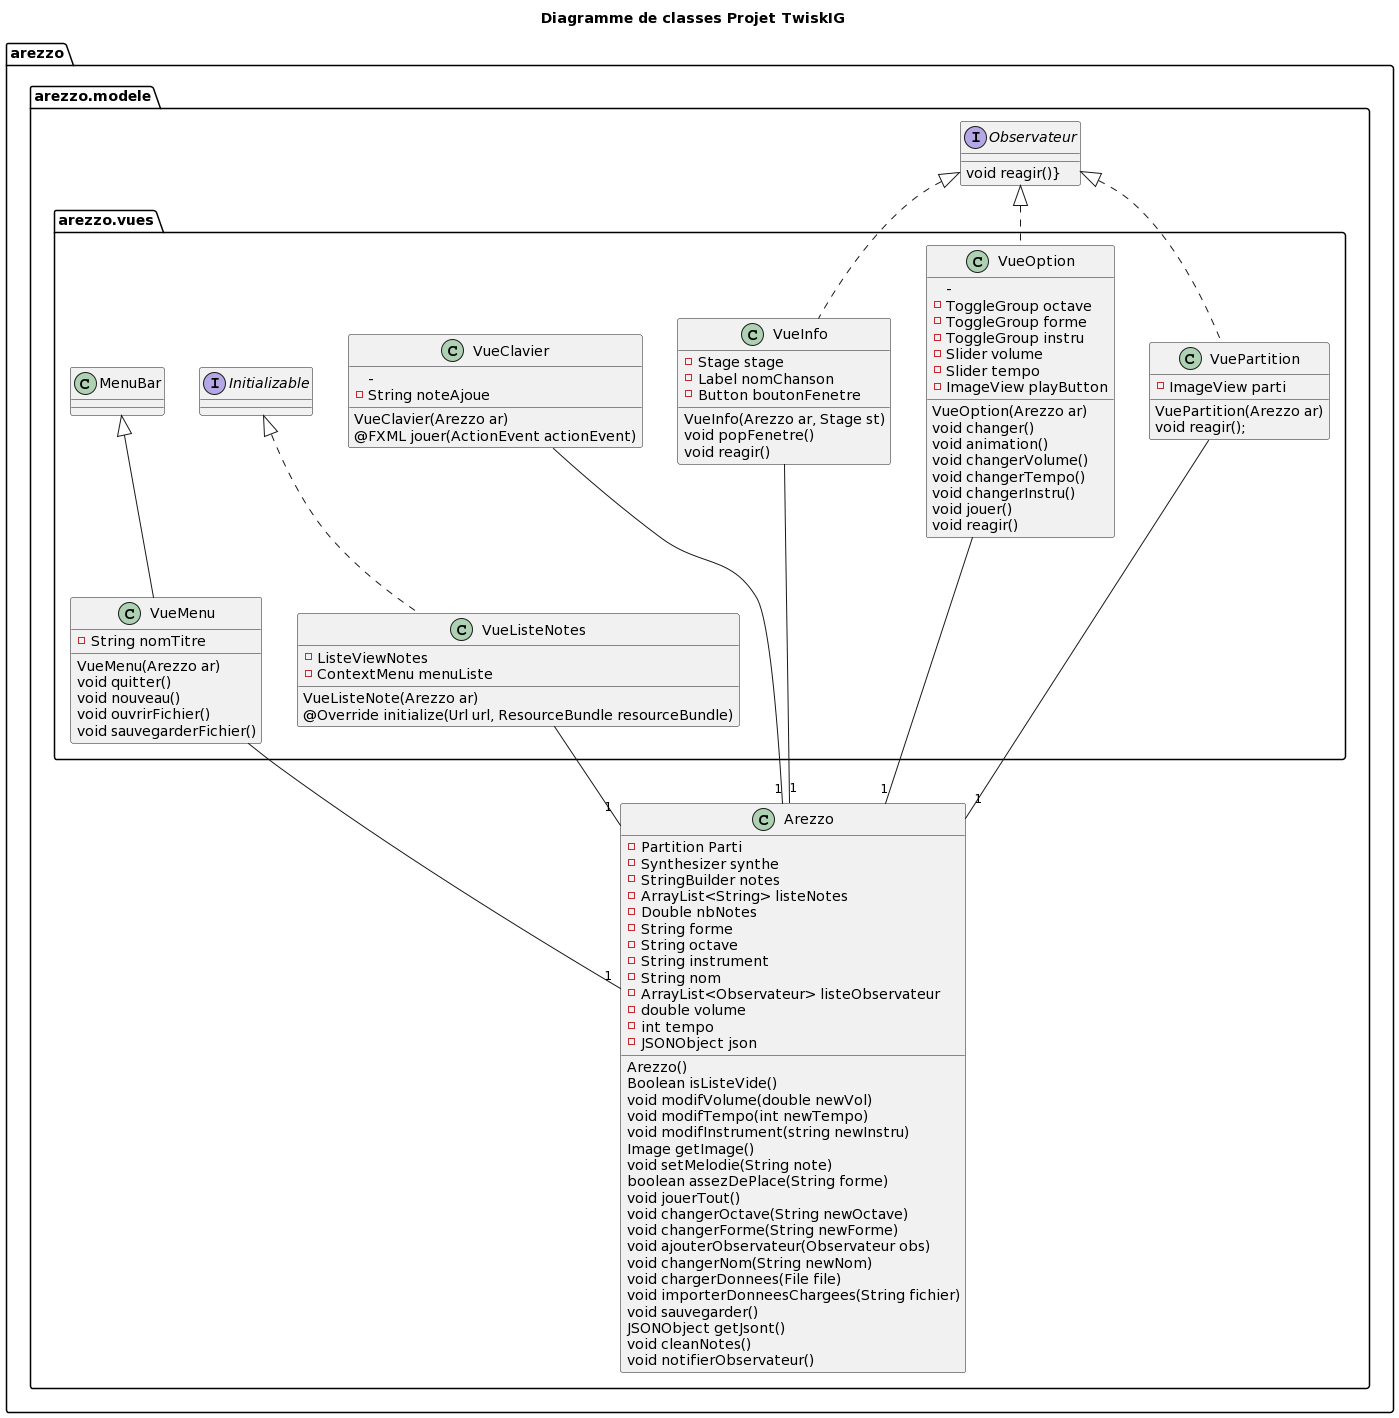 Diagramme de classes Projet TwiskIG
arezzo
arezzo.modele
I Observateur
void reagir()}
arezzo.vues
C MenuBar
I Initializable
C VueClavier
-
String noteAjoue
VueClavier(Arezzo ar)
@FXML jouer(ActionEvent actionEvent)
C VueInfo
Stage stage
Label nomChanson
Button boutonFenetre
VueInfo(Arezzo ar, Stage st)
void popFenetre()
void reagir()
C VueOption
-
ToggleGroup octave
ToggleGroup forme
ToggleGroup instru
Slider volume
Slider tempo
ImageView playButton
VueOption(Arezzo ar)
void changer()
void animation()
void changerVolume()
void changerTempo()
void changerInstru()
void jouer()
void reagir()
C VuePartition
ImageView parti
VuePartition(Arezzo ar)
void reagir();
C VueMenu
String nomTitre
VueMenu(Arezzo ar)
void quitter()
void nouveau()
void ouvrirFichier()
void sauvegarderFichier()
C VueListeNotes
ListeViewNotes
ContextMenu menuListe
VueListeNote(Arezzo ar)
@Override initialize(Url url, ResourceBundle resourceBundle)
1
1
1
1
1
1
C Arezzo
Partition Parti
Synthesizer synthe
StringBuilder notes
ArrayList<String> listeNotes
Double nbNotes
String forme
String octave
String instrument
String nom
ArrayList<Observateur> listeObservateur
double volume
int tempo
JSONObject json
Arezzo()
Boolean isListeVide()
void modifVolume(double newVol)
void modifTempo(int newTempo)
void modifInstrument(string newInstru)
Image getImage()
void setMelodie(String note)
boolean assezDePlace(String forme)
void jouerTout()
void changerOctave(String newOctave)
void changerForme(String newForme)
void ajouterObservateur(Observateur obs)
void changerNom(String newNom)
void chargerDonnees(File file)
void importerDonneesChargees(String fichier)
void sauvegarder()
JSONObject getJsont()
void cleanNotes()
void notifierObservateur()